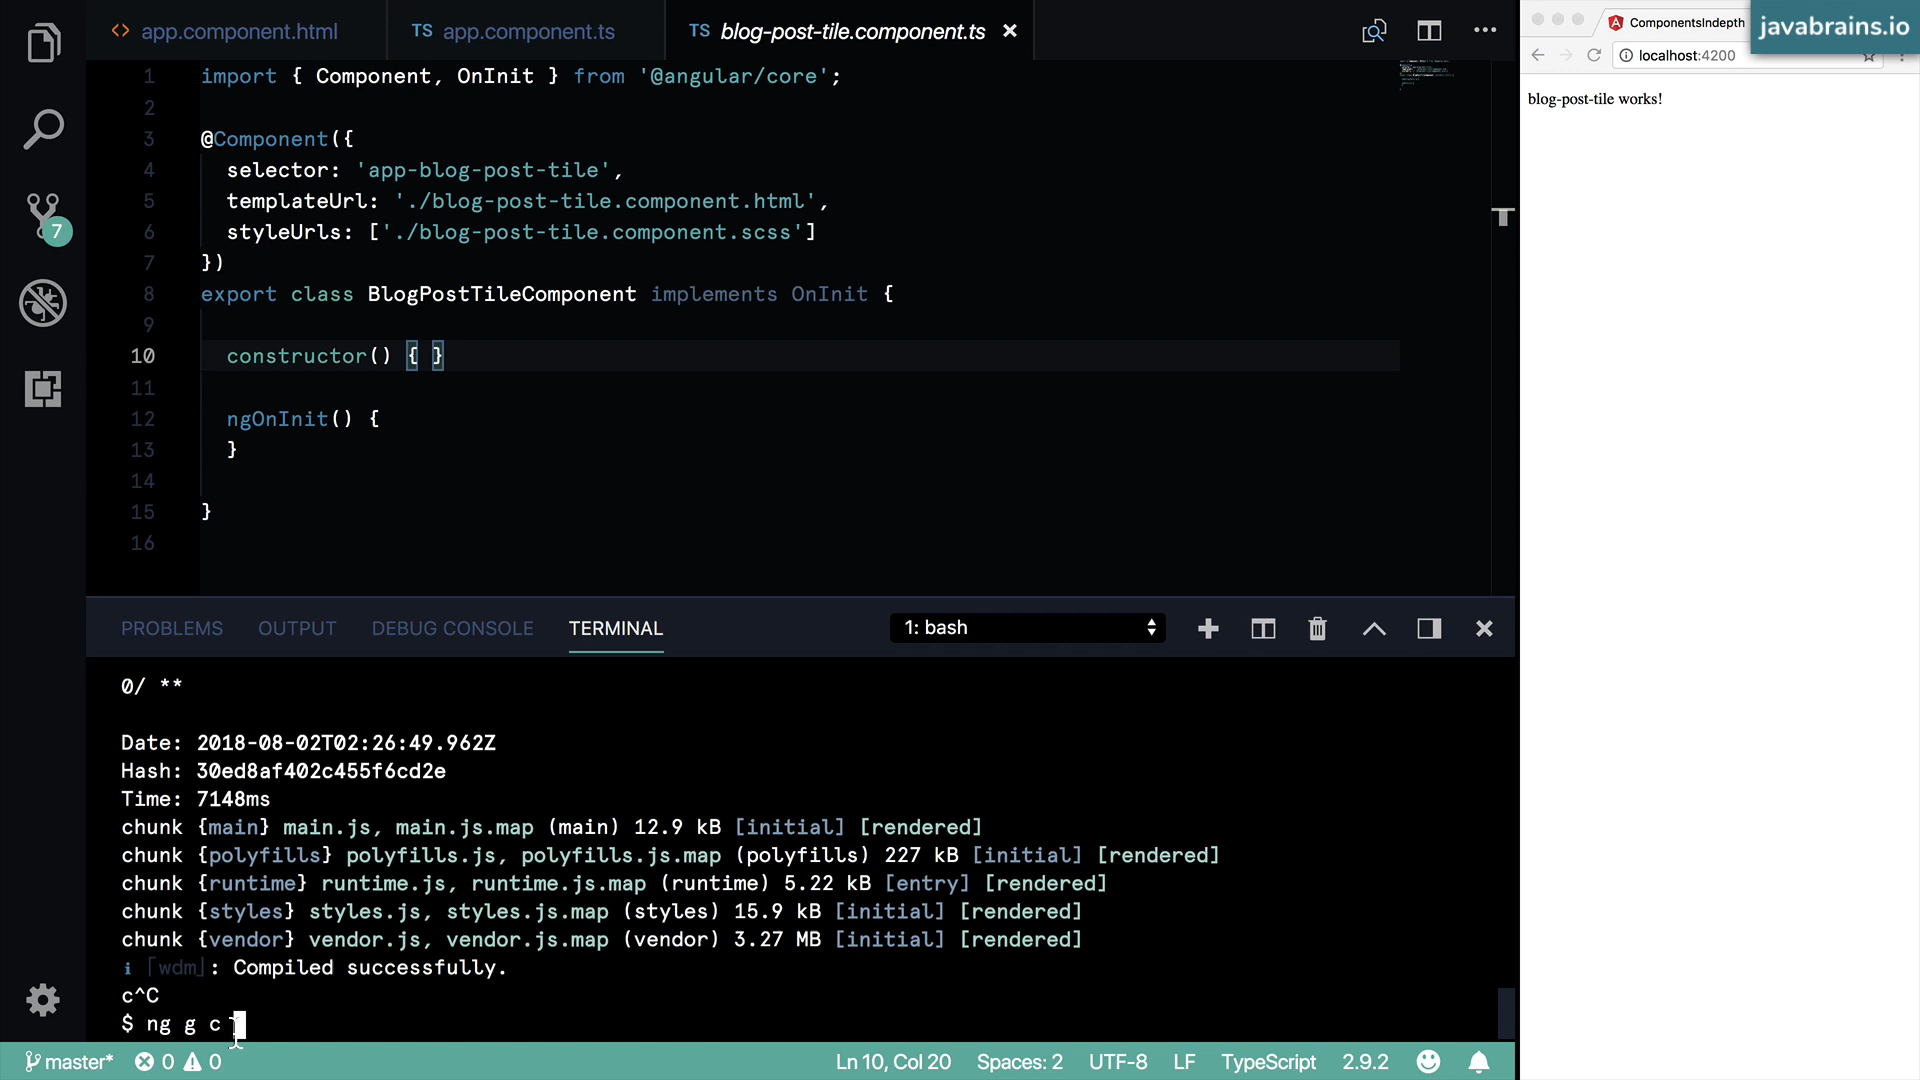 app.component.html
TS app.component.ts
TS blog-post-tile.component.ts
ComponentsIndepth
javabrains.io
localhost:4200
blog-post-tile works!
1 import { Component, OnInit } from '@angular/core';
2
3 @Component({
4 selector: 'app-blog-post-tile',
5 templateUrl: './blog-post-tile.component.html',
6 styleUrls: ['./blog-post-tile.component.scss']
7 })
8 export class BlogPostTileComponent implements OnInit {
9
10 constructor() { }
11
12 ngOnInit() {
13 }
14
15 }
16
7
PROBLEMS OUTPUT DEBUG CONSOLE TERMINAL 1: bash
0/ **
Date: 2018-08-02T02:26:49.962Z
Hash: 30ed8af402c455f6cd2e
Time: 7148ms
chunk {main} main.js, main.js.map (main) 12.9 kB [initial] [rendered]
chunk {polyfills} polyfills.js, polyfills.js.map (polyfills) 227 kB [initial] [rendered]
chunk {runtime} runtime.js, runtime.js.map (runtime) 5.22 kB [entry] [rendered]
chunk {styles} styles.js, styles.js.map (styles) 15.9 kB [initial] [rendered]
chunk {vendor} vendor.js, vendor.js.map (vendor) 3.27 MB [initial] [rendered]
ℹ ｢wdm｣: Compiled successfully.
c^C
$ ng g c
master* 0 0 Ln 10, Col 20 Spaces: 2 UTF-8 LF TypeScript 2.9.2